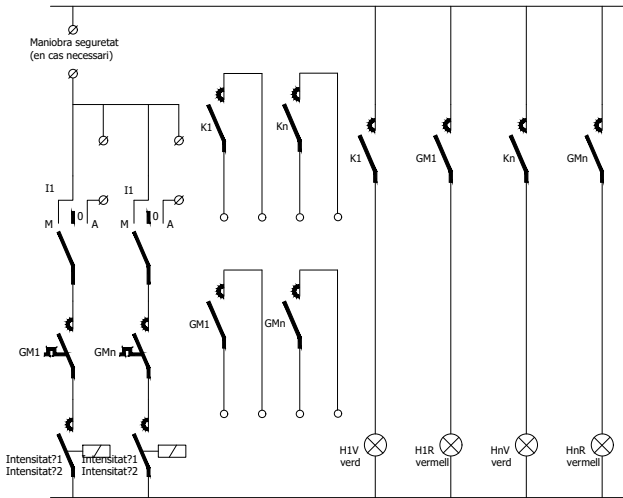 Maniobra seguretat
(en cas necessari)
K1
Kn
K1
GM1
Kn
GMn
I1
I1
M
0
A
M
0
A
GM1
GMn
GM1
GMn
Intensitat?1
Intensitat?2
Intensitat?1
Intensitat?2
H1V
verd
H1R
vermell
HnV
verd
HnR
vermell